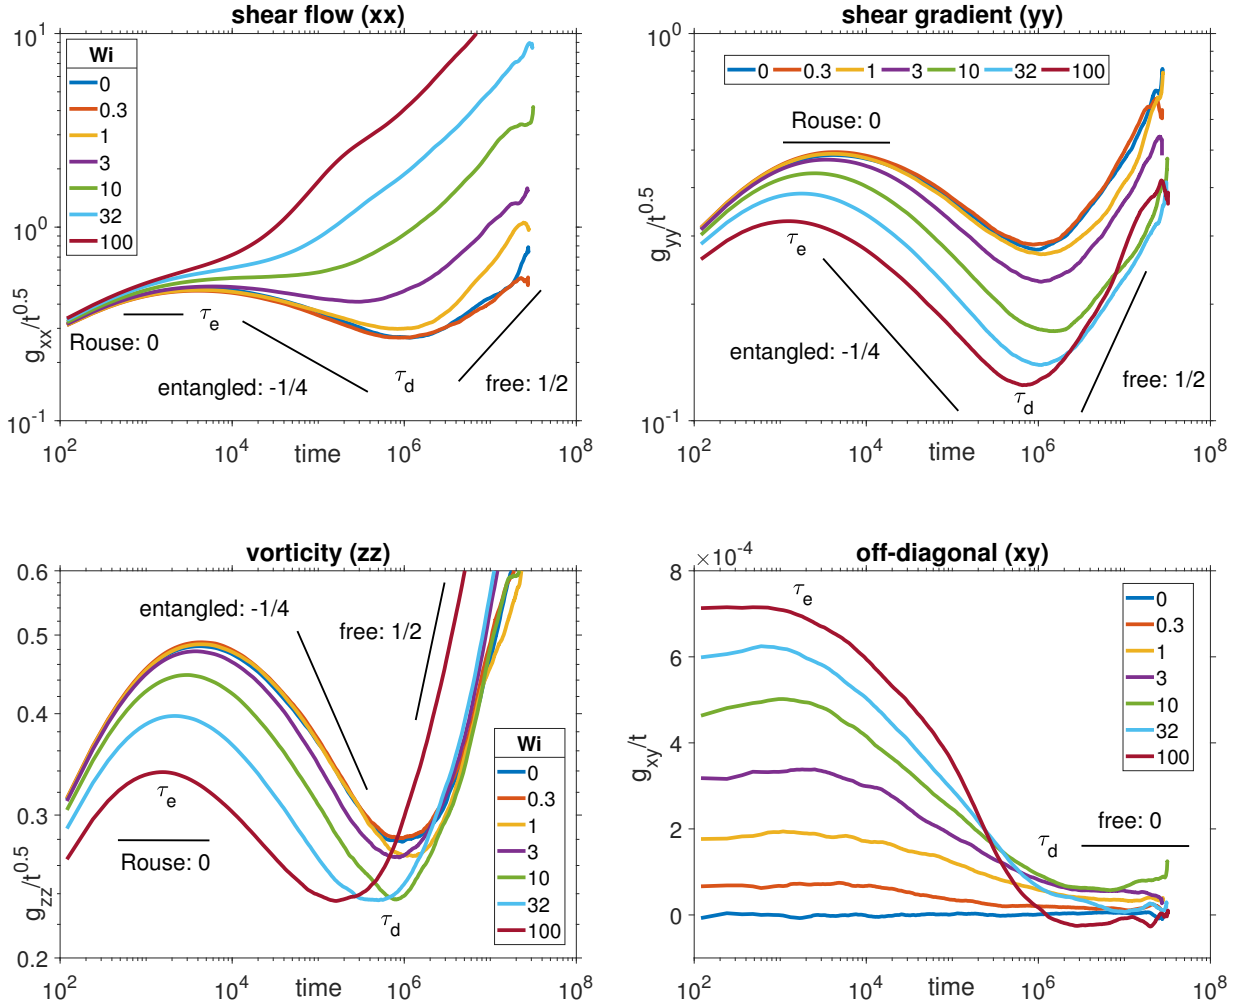 shear flow (xx)
10^1
10^0
10^-1
g_xx/t^0.5
Wi
0
0.3
1
3
10
32
100
Rouse: 0
τ_e
entangled: -1/4
τ_d
free: 1/2
10^2
10^4
time
10^6
10^8
shear gradient (yy)
10^0
10^-1
g_yy/t^0.5
0 0.3 1 3 10 32 100
Rouse: 0
τ_e
entangled: -1/4
τ_d
free: 1/2
10^2
10^4
time
10^6
10^8
vorticity (zz)
0.6
0.5
0.4
0.3
0.2
g_zz/t^0.5
entangled: -1/4
free: 1/2
τ_e
Rouse: 0
τ_d
Wi
0
0.3
1
3
10
32
100
10^2
10^4
time
10^6
10^8
off-diagonal (xy)
×10^-4
8
6
4
2
0
g_xy/t
τ_e
0
0.3
1
3
10
32
100
τ_d
free: 0
10^2
10^4
time
10^6
10^8